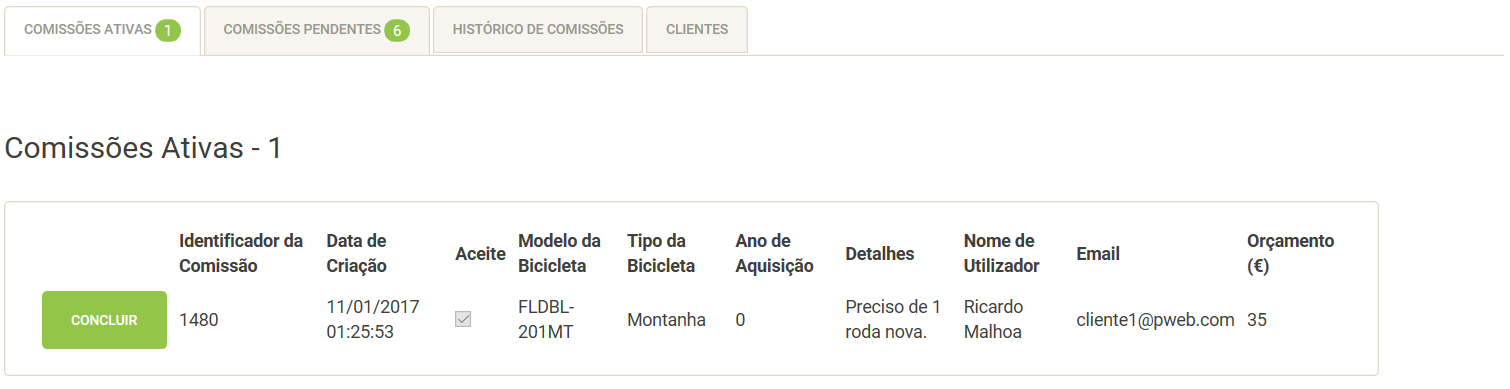 COMISSÕES ATIVAS 1 COMISSÕES PENDENTES 6 HISTÓRICO DE COMISSÕES CLIENTES
Comissões Ativas - 1
Identificador da Comissão Data de Criação Aceite Modelo da Bicicleta Tipo da Bicicleta Ano de Aquisição Detalhes Nome de Utilizador Email Orçamento (€)
CONCLUIR 1480 11/01/2017 01:25:53 FLDBL-201MT Montanha 0 Preciso de 1 roda nova. Ricardo Malhoa cliente1@pweb.com 35